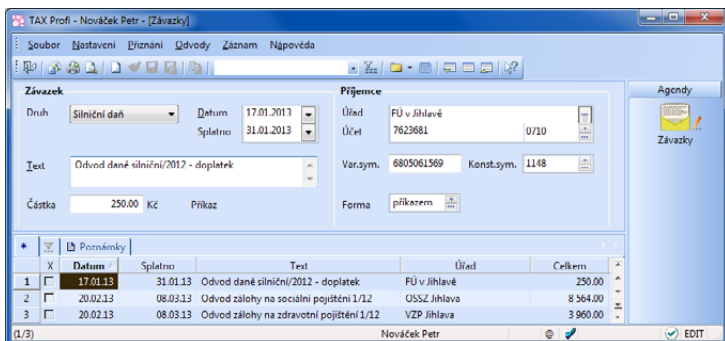 TAX Profi - Nováček Petr - [Závazky]
Soubor Nastavení Přiznání Odvody Záznam Nápověda
Závazek Příjemce Agendy
Druh Silniční daň Datum 17.01.2013 Úřad FÚ v Jihlavě
Splatno 31.01.2013 Účet 7623681 0710 Závazky
Text Odvod daně silniční/2012 - doplatek Var.sym. 6805061569 Konst.sym. 1148
Částka 250.00 Kč Příkaz Forma příkazem
* Poznámky
X Datum Splatno Text Úřad Celkem
1 17.01.13 31.01.13 Odvod daně silniční/2012 - doplatek FÚ v Jihlavě 250.00
2 20.02.13 08.03.13 Odvod zálohy na sociální pojištění 1/12 OSSZ Jihlava 8 564.00
3 20.02.13 08.03.13 Odvod zálohy na zdravotní pojištění 1/12 VZP Jihlava 3 960.00
(1/3) Nováček Petr @ EDIT